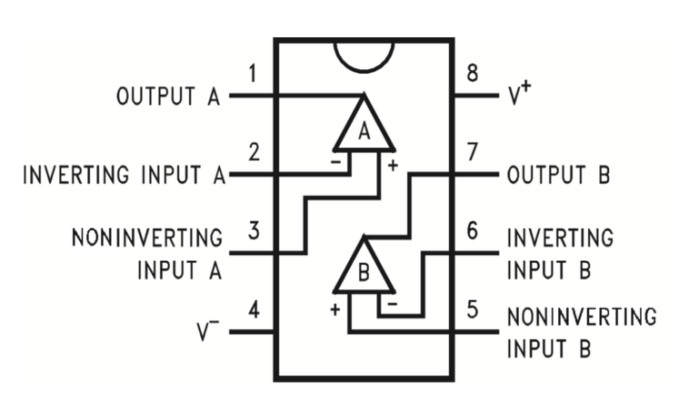 1
OUTPUT A
2
INVERTING INPUT A
3
NONINVERTING
INPUT A
4
V⁻
A
- +
B
+ -
8
V⁺
7
OUTPUT B
6
INVERTING
INPUT B
5
NONINVERTING
INPUT B